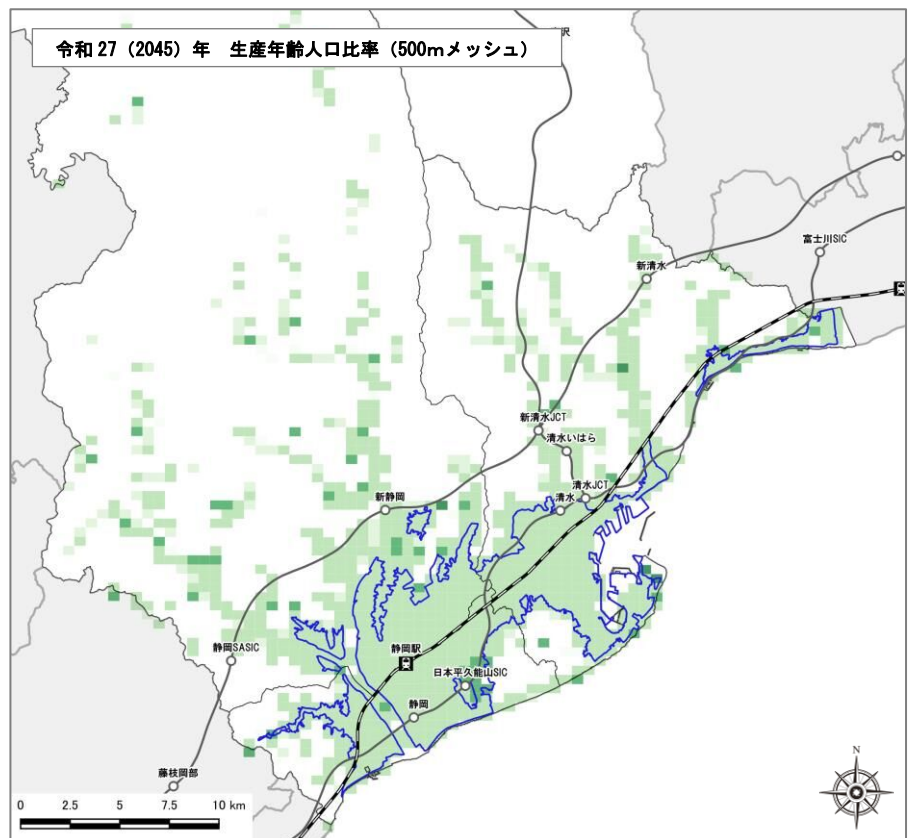 令和 27（2045）年　生産年齢人口比率（500mメッシュ）
沢
富士川SIC
新清水
新清水JCT
清水いはら
清水JCT
清水
新静岡
静岡SASIC
静岡駅
日本平久能山SIC
静岡
藤枝岡部
N
0 2.5 5 7.5 10 km